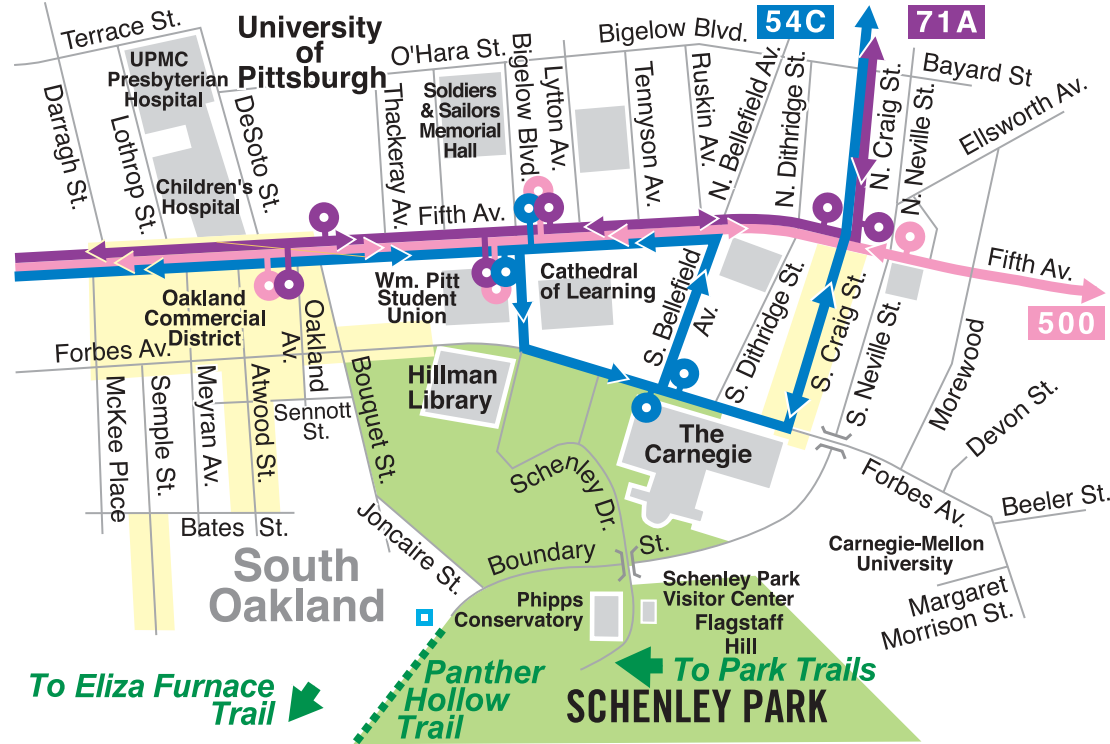 54C
71A
Terrace St.
University
of
Pittsburgh
Bigelow Blvd.
O'Hara St.
UPMC
Presbyterian
Hospital
Bayard St
Ellsworth Av.
Darragh St.
Lothrop St.
DeSoto St.
Thackeray Av.
Soldiers
& Sailors
Memorial
Hall
Bigelow Blvd.
Lytton Av.
Tennyson Av.
Ruskin Av.
N. Bellefield Av.
N. Dithridge St.
N. Craig St.
N. Neville St.
Children's
Hospital
Fifth Av.
Fifth Av.
500
Oakland
Commercial
District
Oakland
Av.
Wm. Pitt
Student
Union
Cathedral
of Learning
S. Bellefield
Av.
S. Dithridge St.
S. Craig St.
S. Neville St.
Morewood
Devon St.
Forbes Av.
McKee Place
Semple St.
Meyran Av.
Atwood St.
Sennott
St.
Bouquet St.
Hillman
Library
The
Carnegie
Schenley Dr.
Forbes Av.
Beeler St.
Bates St.
Joncaire St.
Boundary St.
Carnegie-Mellon
University
Margaret
Morrison St.
South
Oakland
Phipps
Conservatory
Schenley Park
Visitor Center
Flagstaff
Hill
To Eliza Furnace
Trail
Panther
Hollow
Trail
To Park Trails
SCHENLEY PARK